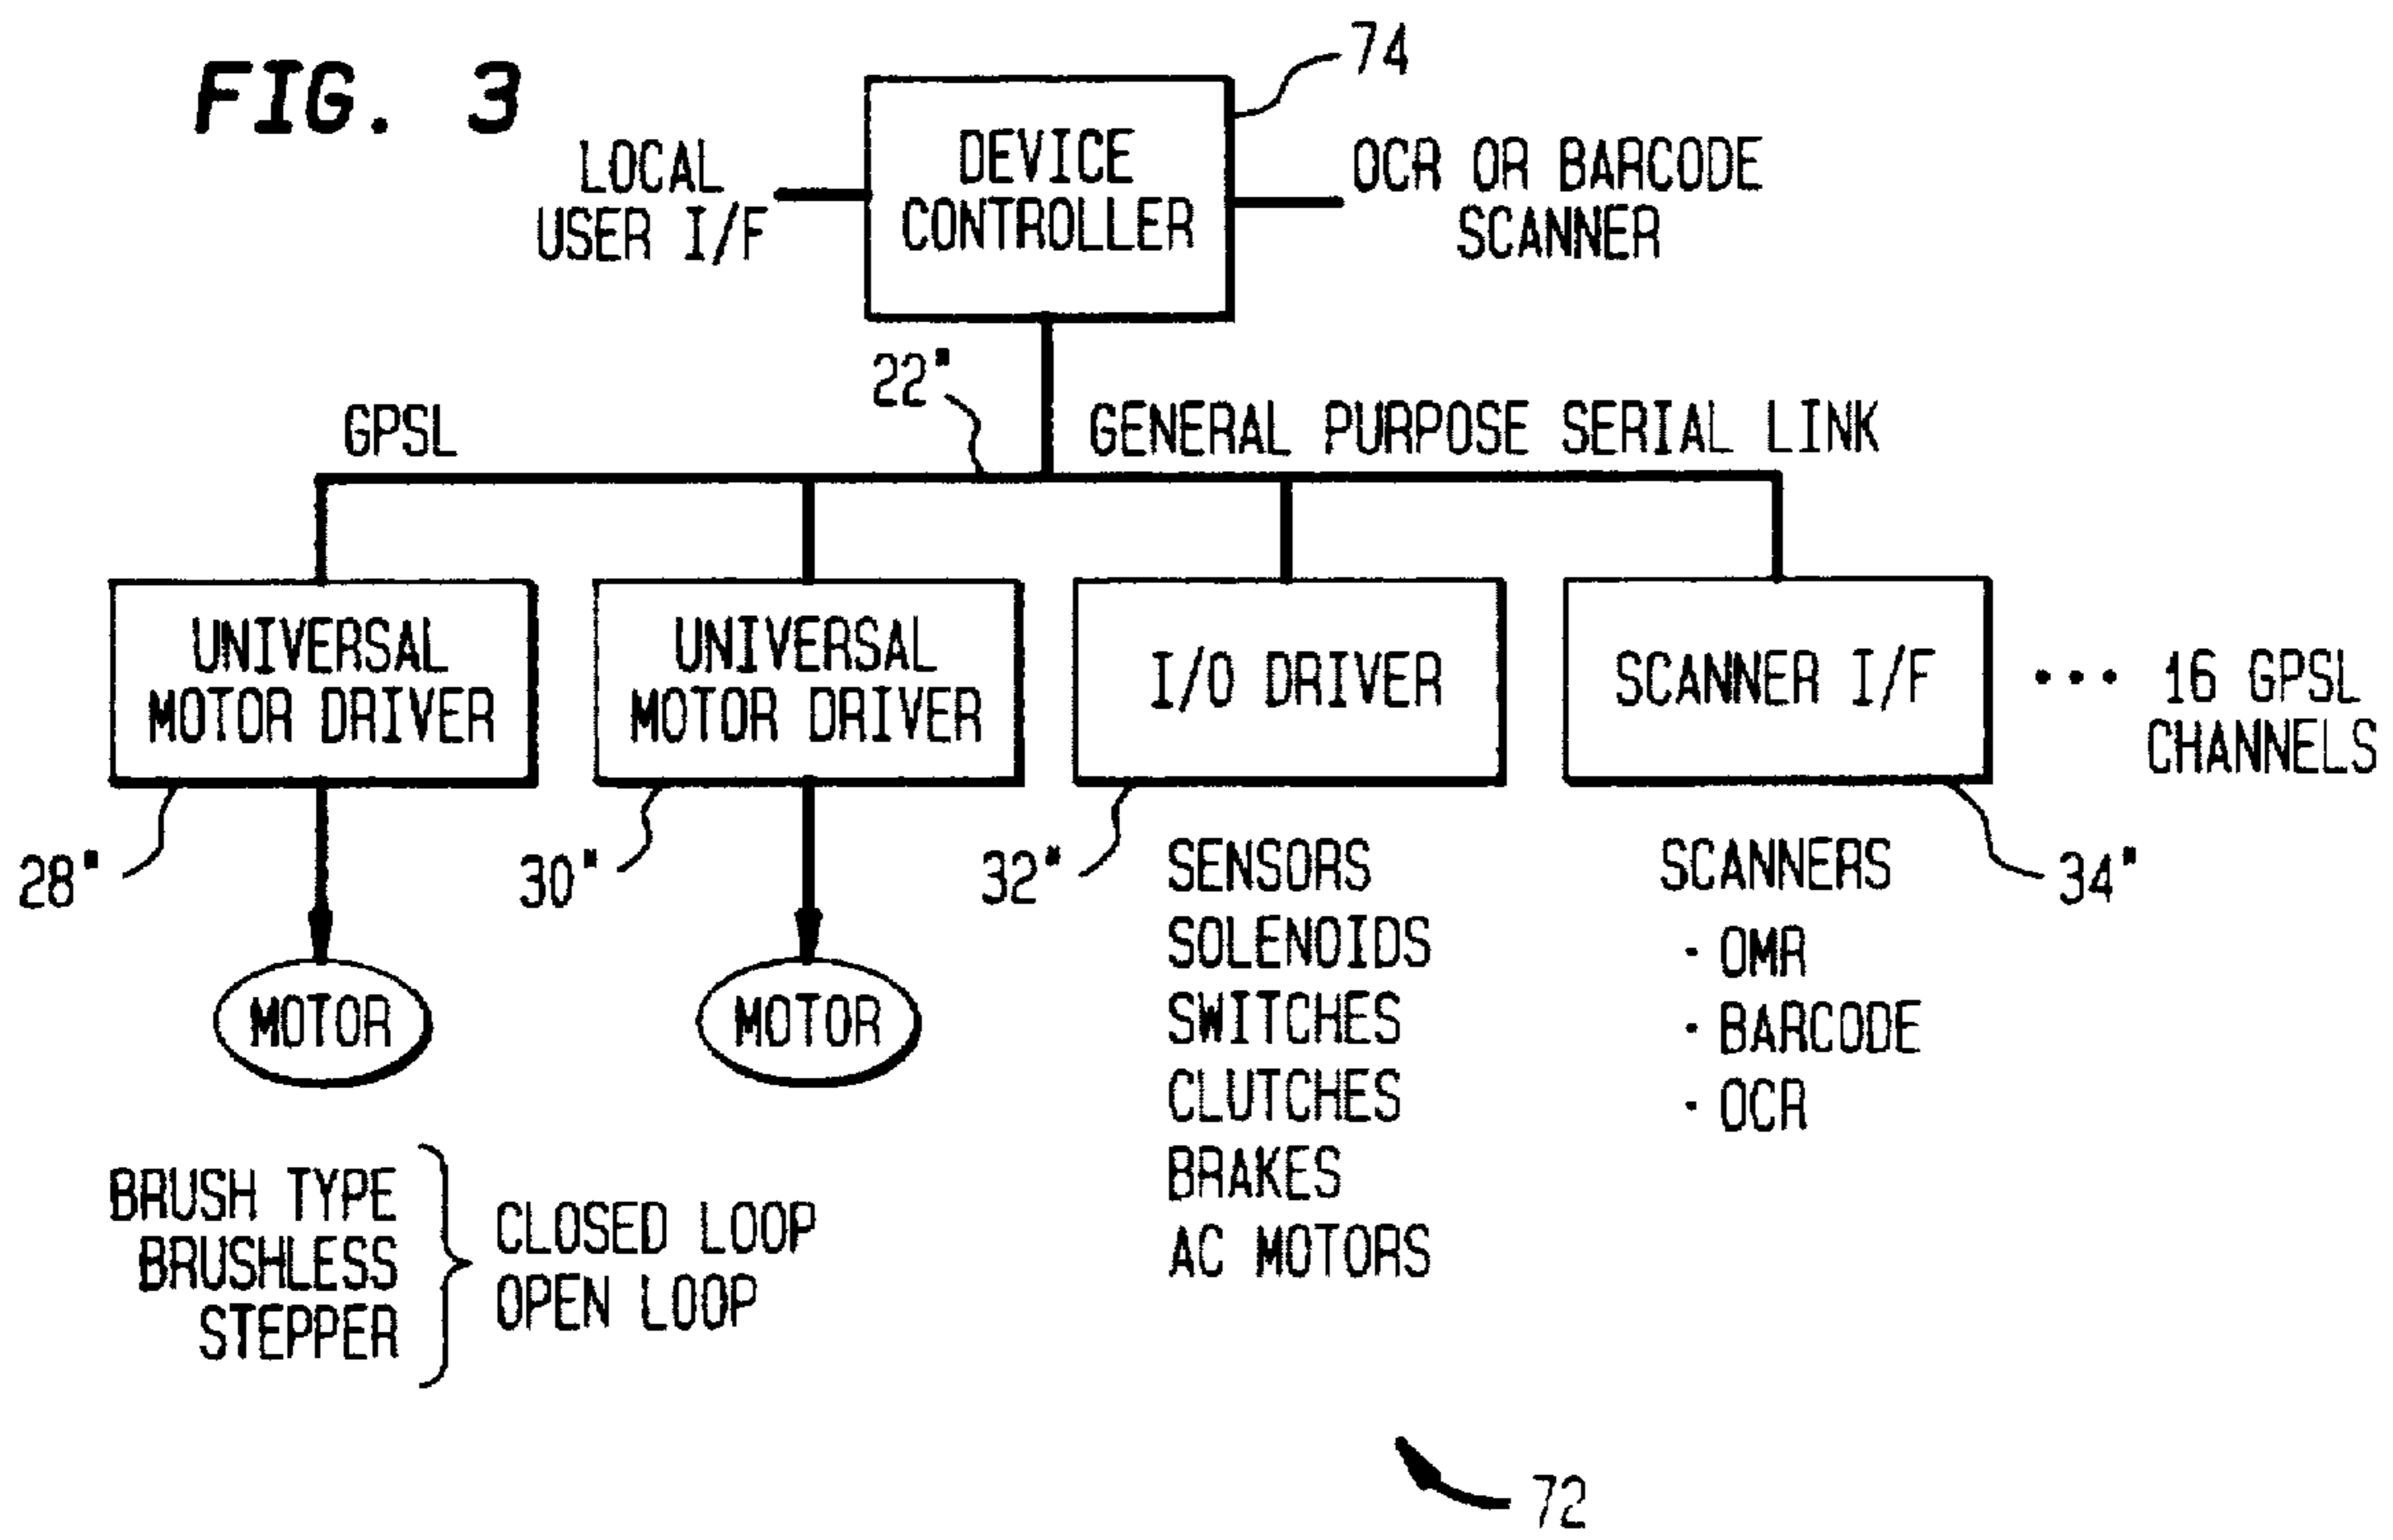 FIG. 3
74
LOCAL
USER I/F
DEVICE
CONTROLLER
OCR OR BARCODE
SCANNER
22"
GPSL
GENERAL PURPOSE SERIAL LINK
UNIVERSAL
MOTOR DRIVER
UNIVERSAL
MOTOR DRIVER
I/O DRIVER
SCANNER I/F
••• 16 GPSL
CHANNELS
28"
30"
32"
34"
MOTOR
MOTOR
SENSORS
SOLENOIDS
SWITCHES
CLUTCHES
BRAKES
AC MOTORS
SCANNERS
- OMR
- BARCODE
- OCR
BRUSH TYPE
BRUSHLESS
STEPPER
CLOSED LOOP
OPEN LOOP
72